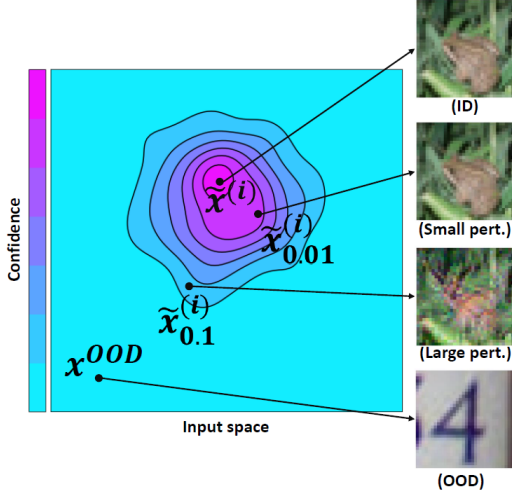 (ID)
x̃^(i)
(Small pert.)
x̃^(i)_0.01
Confidence
x̃^(i)_0.1
(Large pert.)
x^OOD
4
Input space
(OOD)